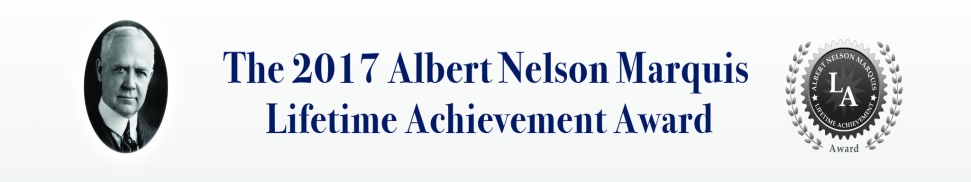 The 2017 Albert Nelson Marquis
Lifetime Achievement Award
ALBERT NELSON MARQUIS
LA
LIFETIME ACHIEVEMENT
Award